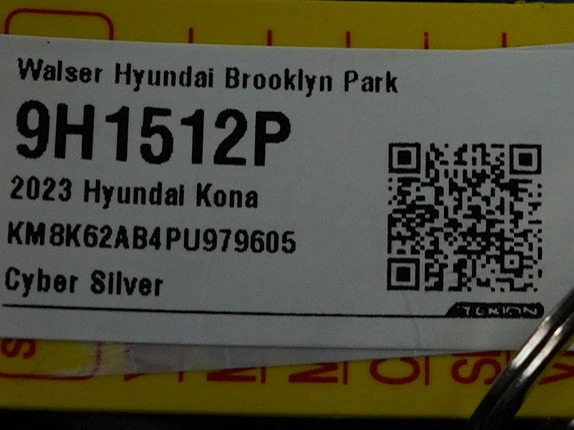 Walser Hyundai Brooklyn Park
9H1512P
2023 Hyundai Kona
KM8K62AB4PU979605
Cyber Silver